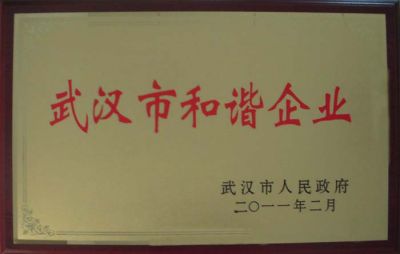 武汉市和谐企业
武汉市人民政府
二〇一一年二月